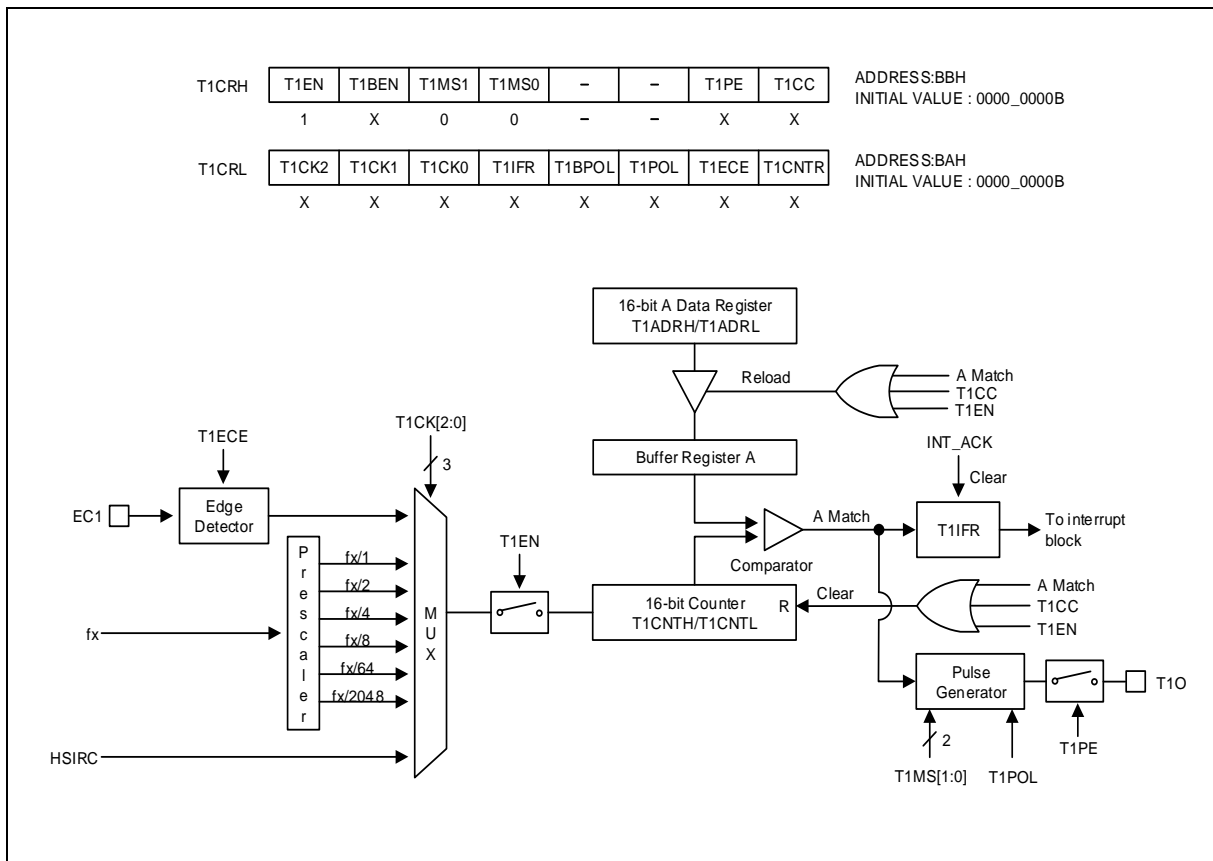 T1CRH T1EN T1BEN T1MS1 T1MS0 – – T1PE T1CC ADDRESS:BBH
INITIAL VALUE : 0000_0000B
1 X 0 0 – – X X
T1CRL T1CK2 T1CK1 T1CK0 T1IFR T1BPOL T1POL T1ECE T1CNTR ADDRESS:BAH
INITIAL VALUE : 0000_0000B
X X X X X X X X
16-bit A Data Register
T1ADRH/T1ADRL
Reload
A Match
T1CC
T1EN
T1ECE
T1CK[2:0]
3
Buffer Register A
INT_ACK
Clear
EC1
Edge
Detector
A Match
T1IFR
To interrupt
block
Comparator
Prescaler
fx/1
fx/2
fx/4
fx/8
fx/64
fx/2048
fx
HSIRC
MUX
T1EN
16-bit Counter
T1CNTH/T1CNTL
R
Clear
A Match
T1CC
T1EN
Pulse
Generator
T1O
2
T1MS[1:0]
T1POL
T1PE